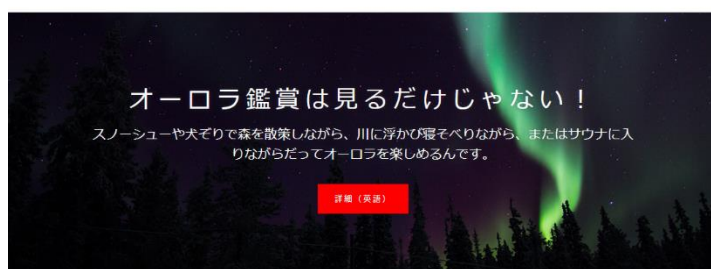 オーロラ鑑賞は見るだけじゃない！
スノーシューや犬ぞりで森を散策しながら、川に浮かび寝そべりながら、またはサウナに入
りながらだってオーロラを楽しめるんです。
詳細（英語）